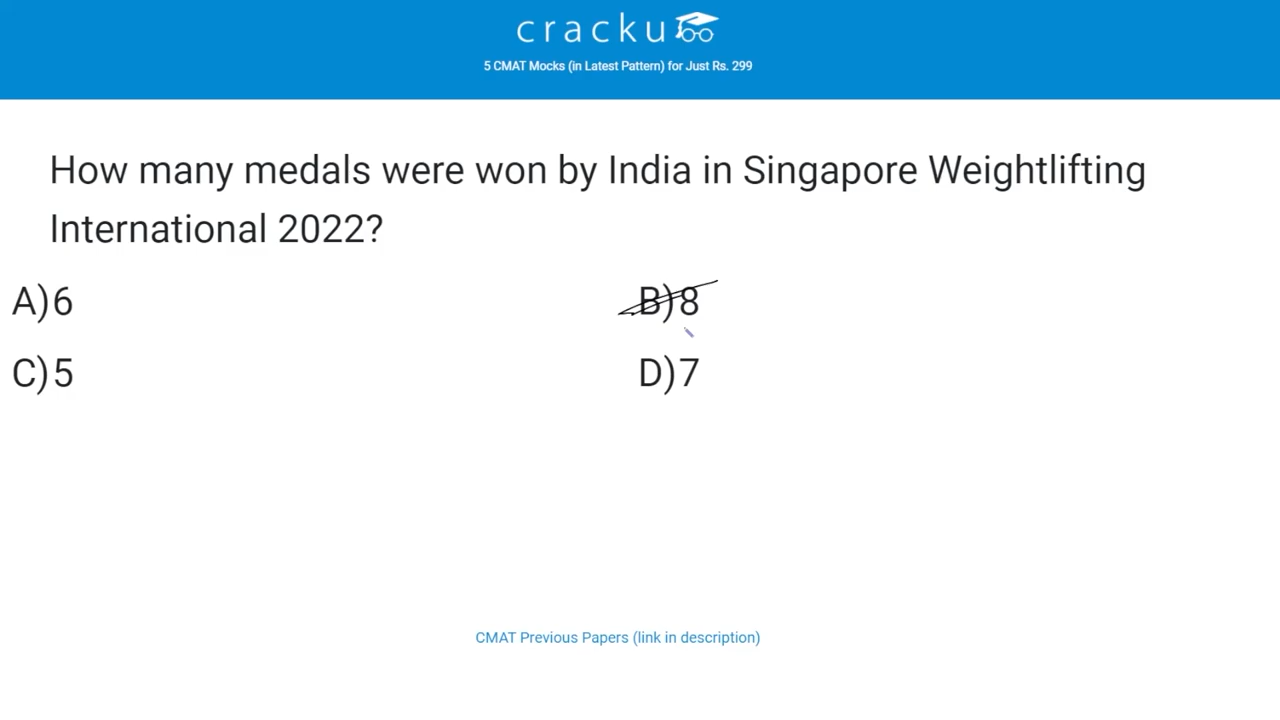 cracku
5 CMAT Mocks (in Latest Pattern) for Just Rs. 299
How many medals were won by India in Singapore Weightlifting
International 2022?
A)6
B)8
C)5
D)7
CMAT Previous Papers (link in description)